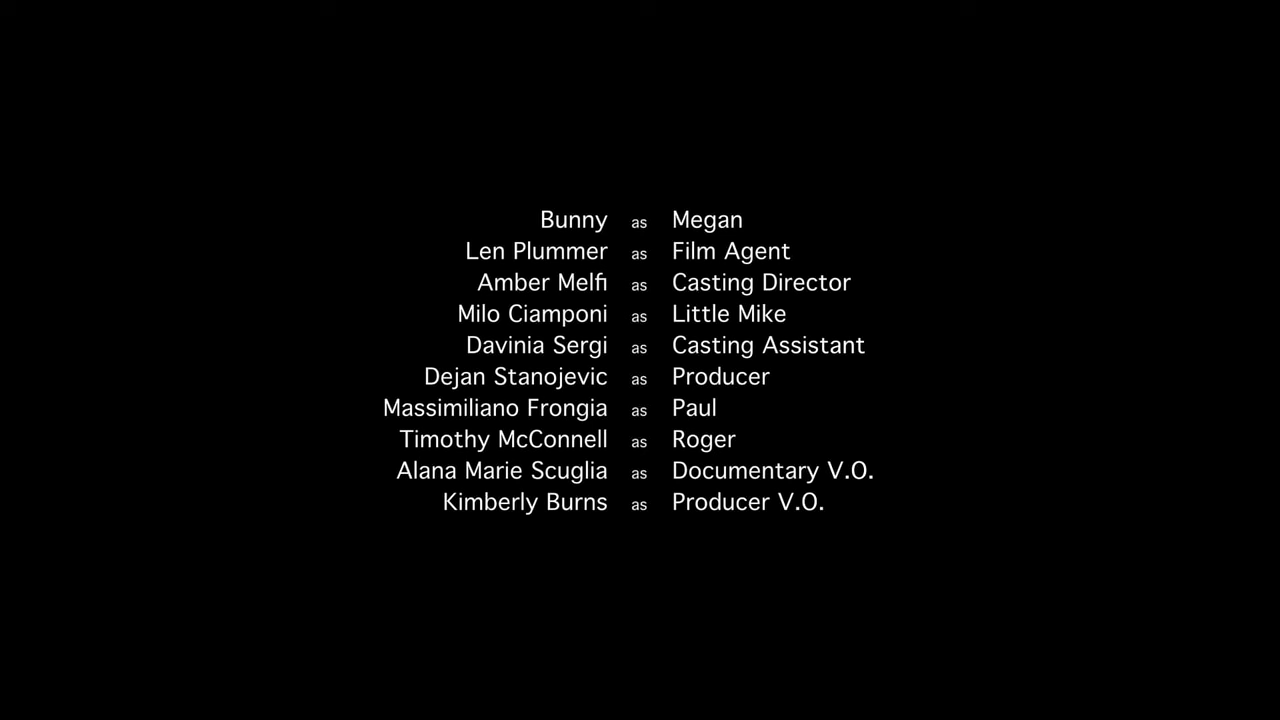 Bunny as Megan
Len Plummer as Film Agent
Amber Melfi as Casting Director
Milo Ciamponi as Little Mike
Davinia Sergi as Casting Assistant
Dejan Stanojevic as Producer
Massimiliano Frongia as Paul
Timothy McConnell as Roger
Alana Marie Scuglia as Documentary V.O.
Kimberly Burns as Producer V.O.